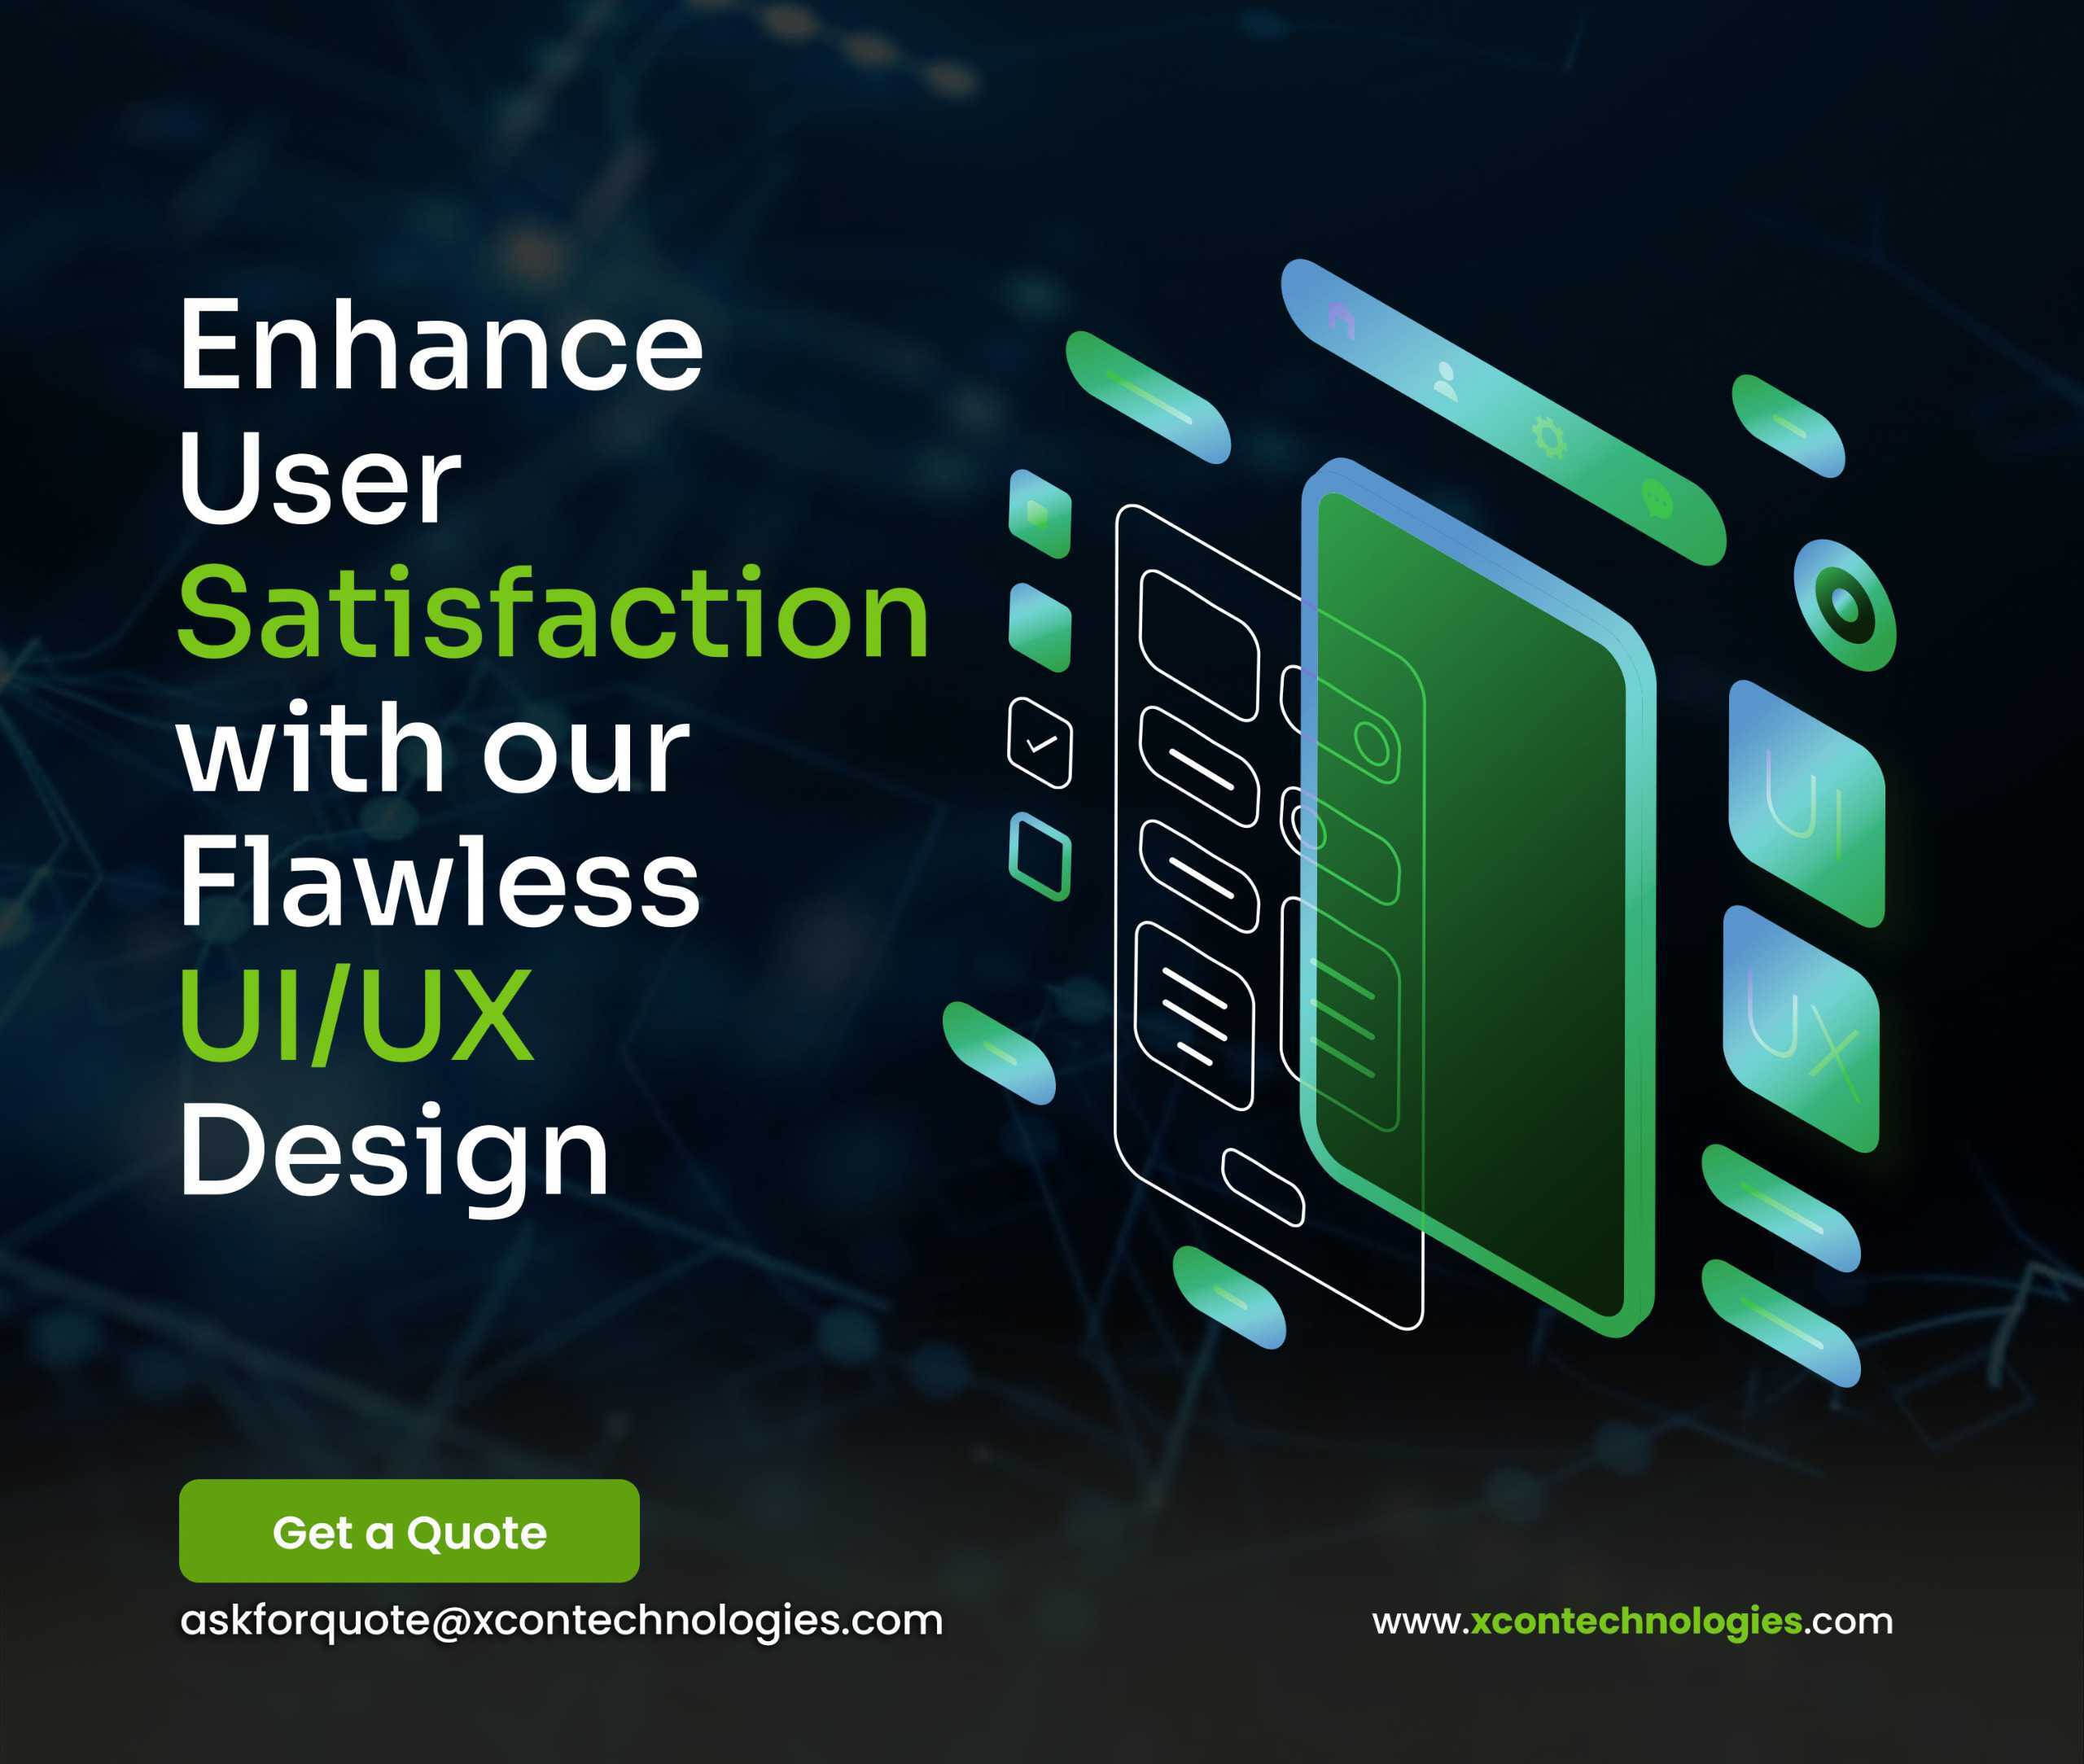 Enhance
User
Satisfaction
with our
Flawless
UI/UX
Design
UI
UX
Get a Quote
askforquote@xcontechnologies.com
www.xcontechnologies.com